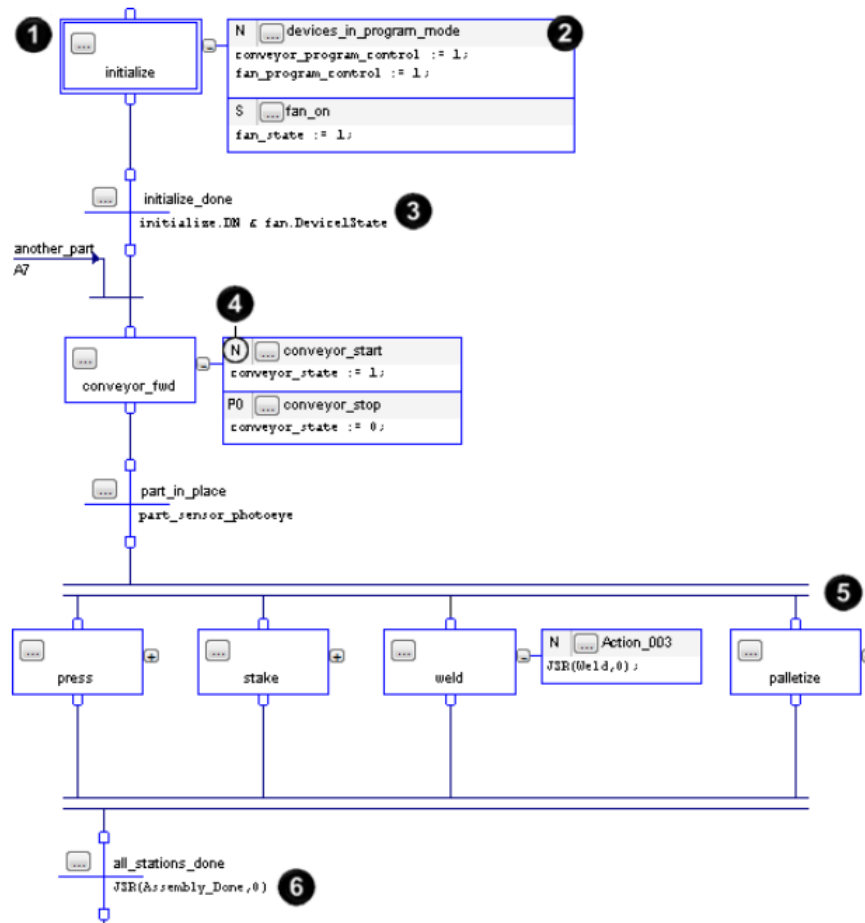 1
N ... devices_in_program_mode 2
...
conveyor_program_control := 1;
initialize
fan_program_control := 1;
S ... fan_on
fan_state := 1;
... initialize_done
initialize.DN & fan.Device1State 3
another_part
A7
4
N ... conveyor_start
...
conveyor_state := 1;
conveyor_fwd
P0 ... conveyor_stop
conveyor_state := 0;
... part_in_place
part_sensor_photoeye
5
... ... ... N ... Action_003 ...
JSR(Weld,0);
press stake weld palletize
... all_stations_done
JSR(Assembly_Done,0) 6